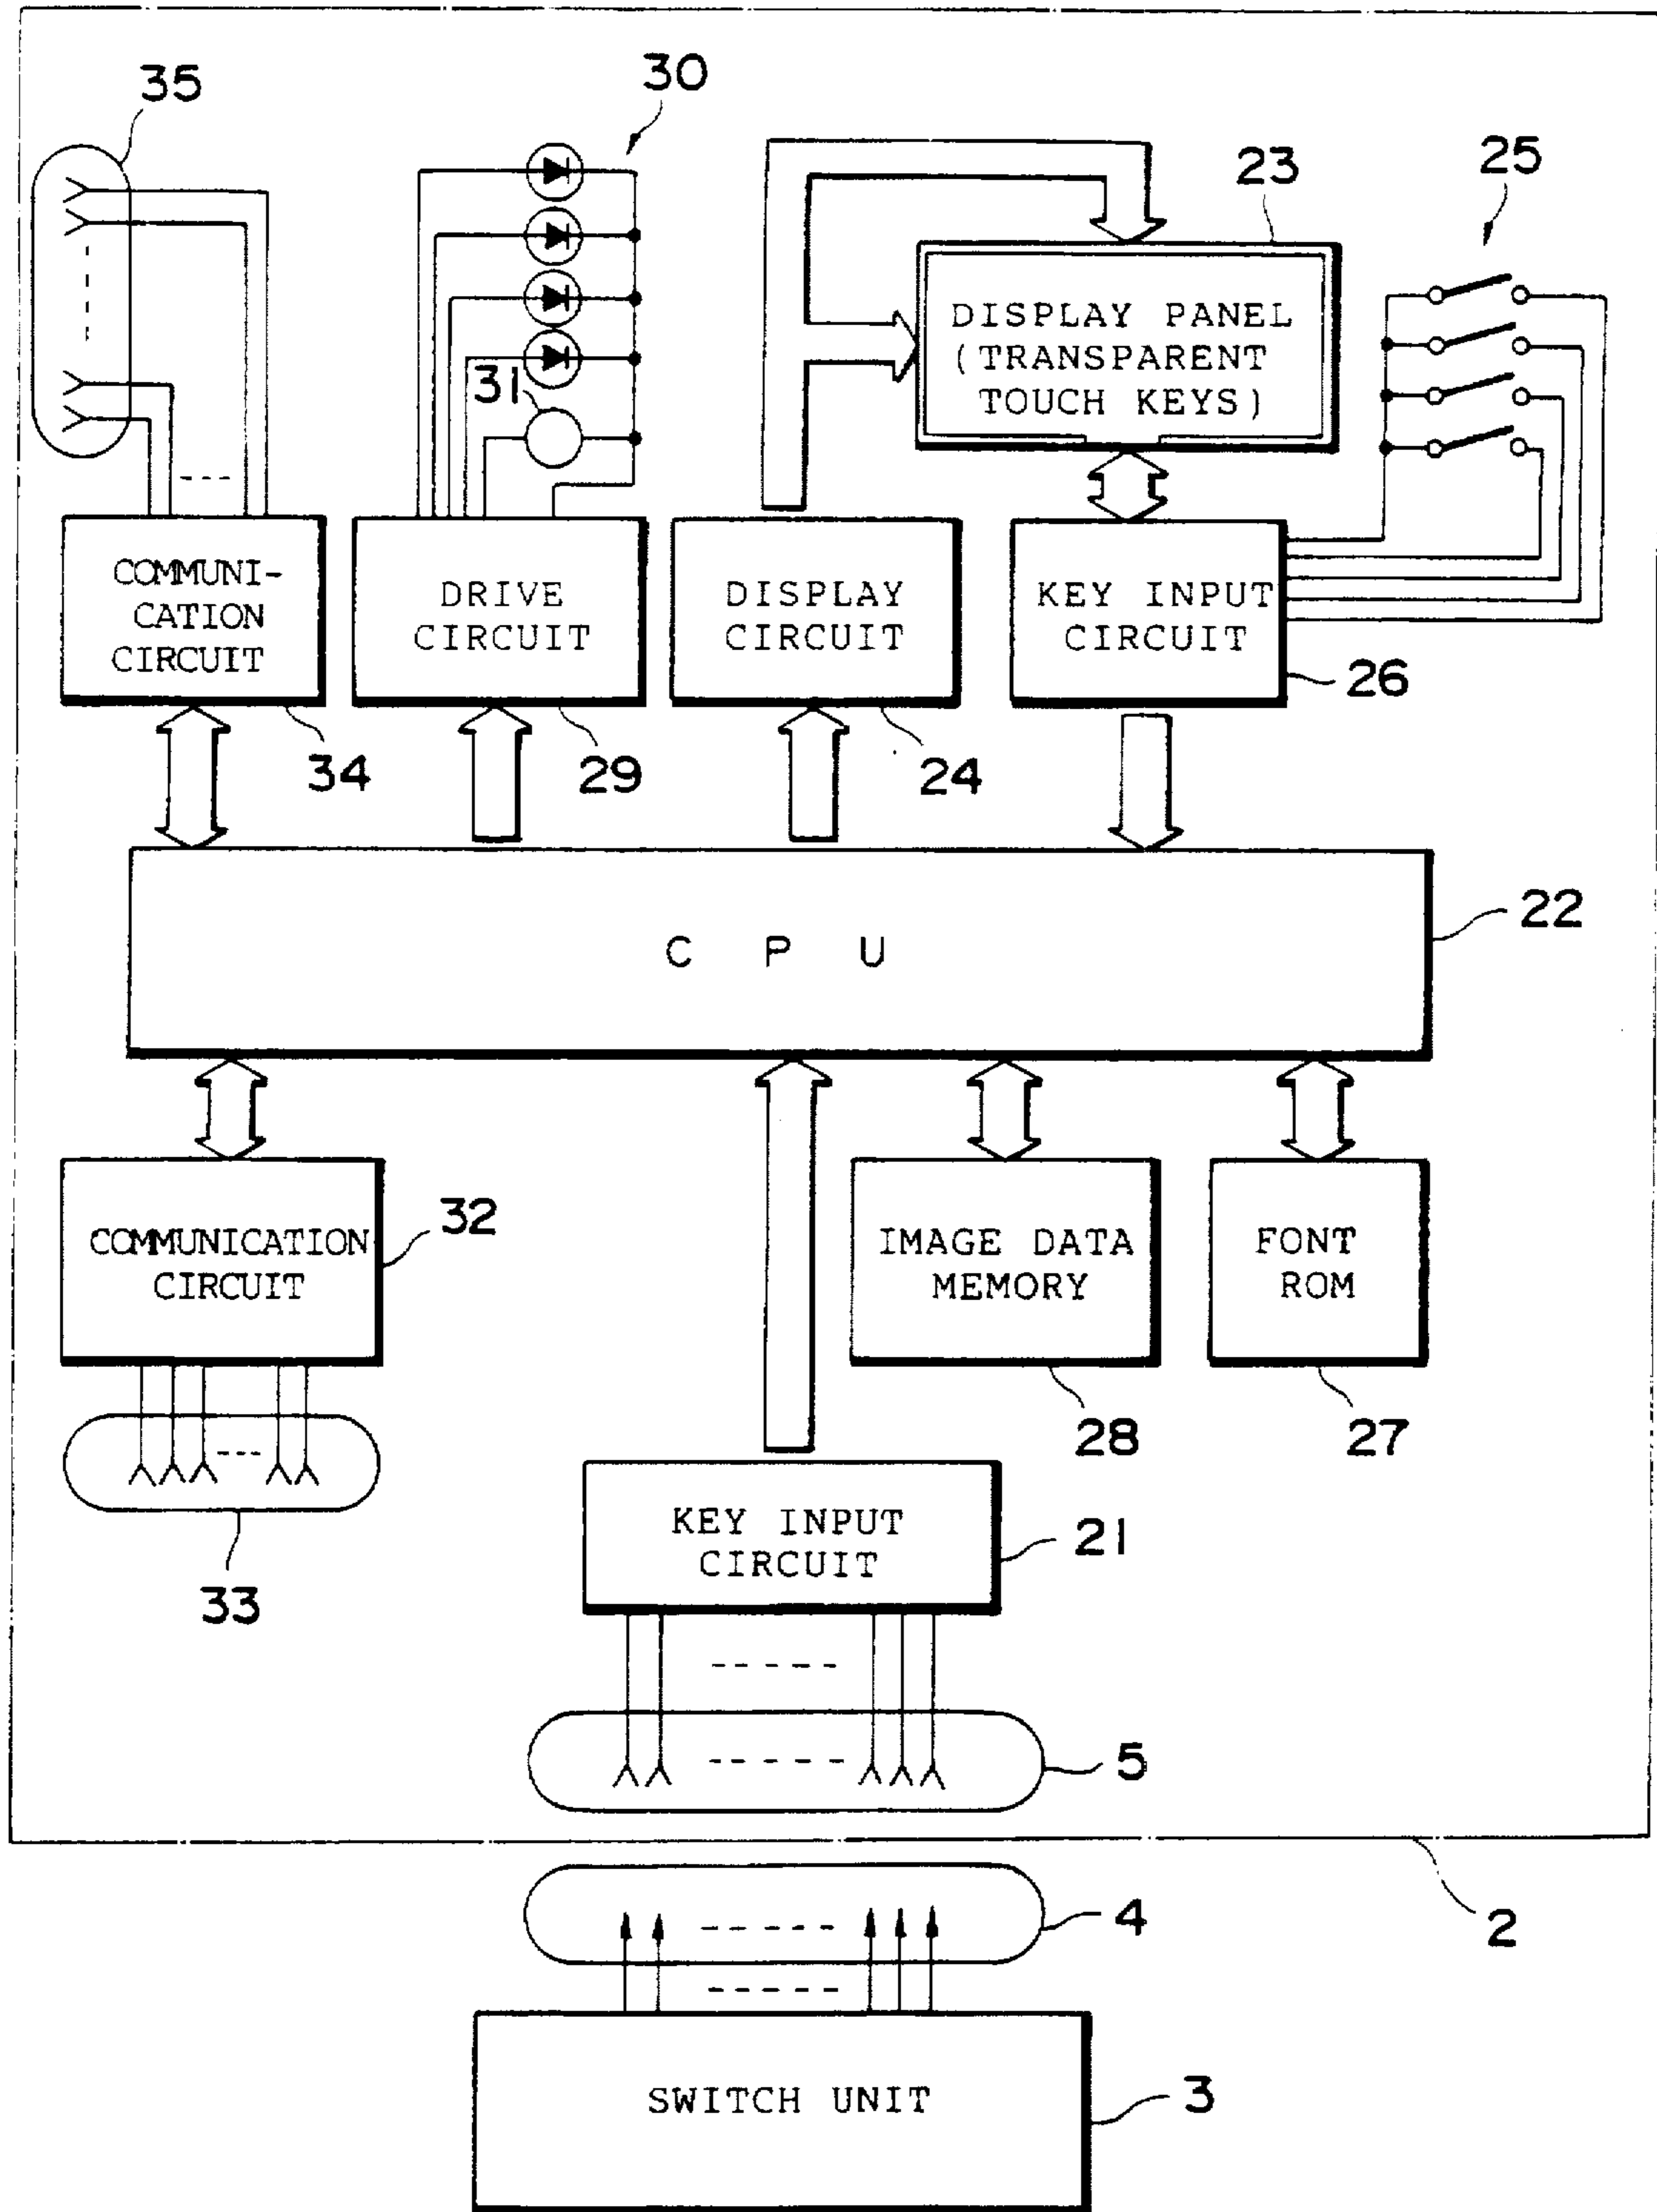 35
30
23
25
DISPLAY PANEL
(TRANSPARENT
TOUCH KEYS)
31
COMMUNI-
CATION
CIRCUIT
DRIVE
CIRCUIT
DISPLAY
CIRCUIT
KEY INPUT
CIRCUIT
26
34
29
24
CPU
22
COMMUNICATION
CIRCUIT
32
IMAGE DATA
MEMORY
FONT
ROM
28
27
33
KEY INPUT
CIRCUIT
21
5
4
2
SWITCH UNIT
3